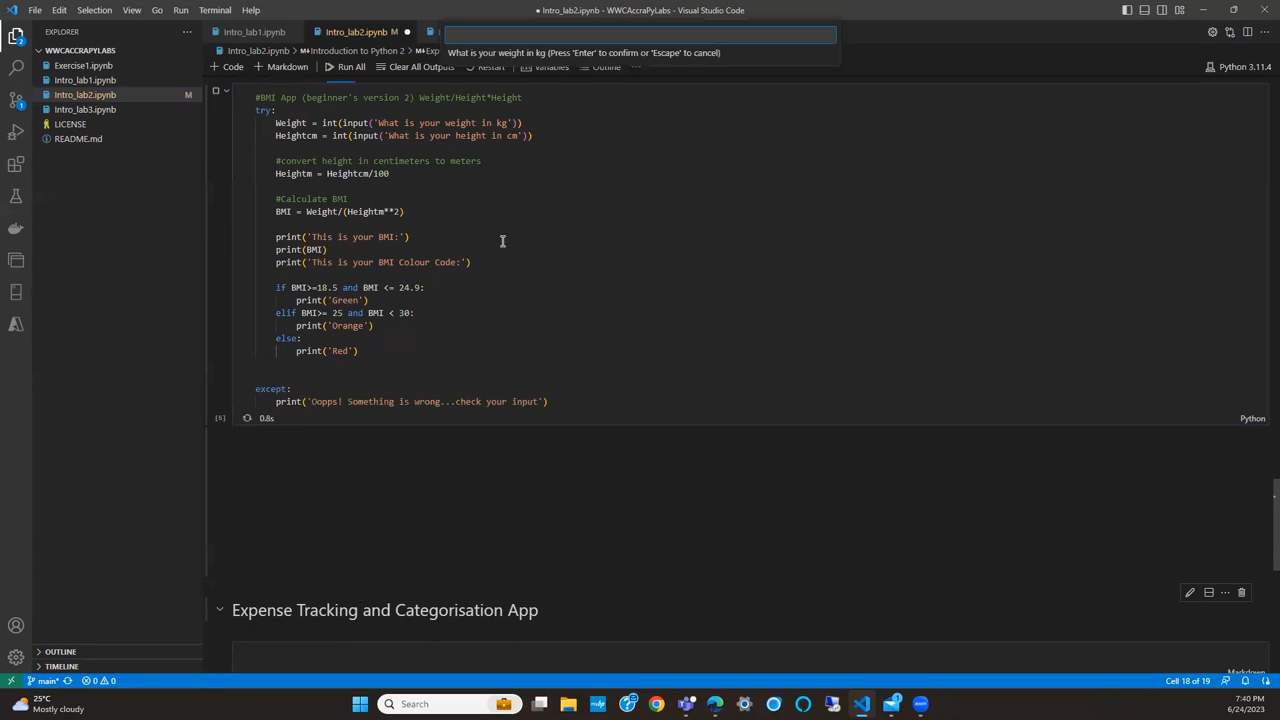 File Edit Selection View Go Run Terminal Help
● Intro_lab2.ipynb - WWCAccraPyLabs - Visual Studio Code
EXPLORER
WWCACCRAPYLABS
Exercise1.ipynb
Intro_lab1.ipynb
Intro_lab2.ipynb M
Intro_lab3.ipynb
LICENSE
README.md
OUTLINE
TIMELINE
Intro_lab1.ipynb
Intro_lab2.ipynb M ●
What is your weight in kg (Press 'Enter' to confirm or 'Escape' to cancel)
Intro_lab2.ipynb > Introduction to Python 2 >
+ Code + Markdown Run All Clear All Outputs Restart Variables Outline ...
Python 3.11.4
#BMI App (beginner's version 2) Weight/Height*Height
try:
Weight = int(input('What is your weight in kg'))
Heightcm = int(input('What is your height in cm'))
#convert height in centimeters to meters
Heightm = Heightcm/100
#Calculate BMI
BMI = Weight/(Heightm**2)
print('This is your BMI:')
print(BMI)
print('This is your BMI Colour Code:')
if BMI>=18.5 and BMI <= 24.9:
print('Green')
elif BMI>= 25 and BMI < 30:
print('Orange')
else:
print('Red')
except:
print('Oopps! Something is wrong...check your input')
0.8s
Python
Expense Tracking and Categorisation App
Markdown
main* 0 0
Cell 18 of 19
25°C
Mostly cloudy
Search
7:40 PM
6/24/2023